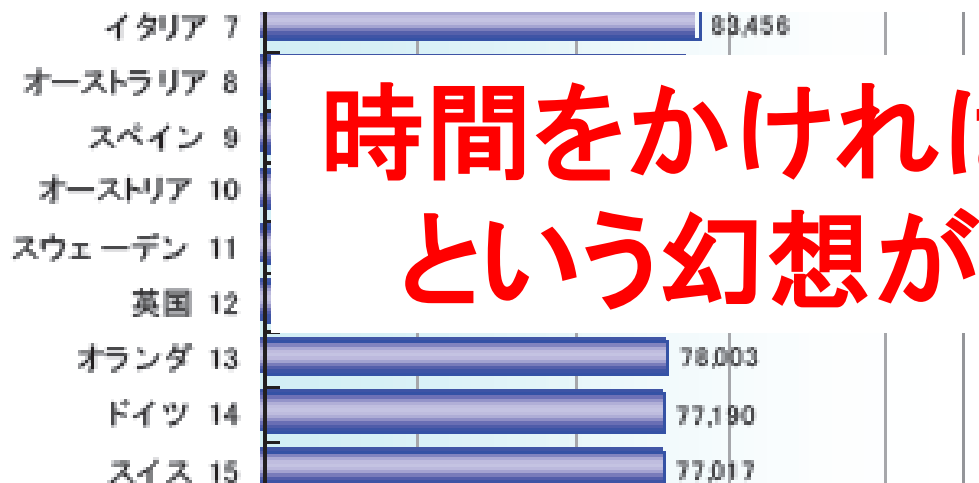 イタリア 7 83,456
オーストラリア 8
スペイン 9
オーストリア 10
スウェーデン 11
英国 12
時間をかければ
という幻想が
オランダ 13 78,003
ドイツ 14 77,190
スイス 15 77,017